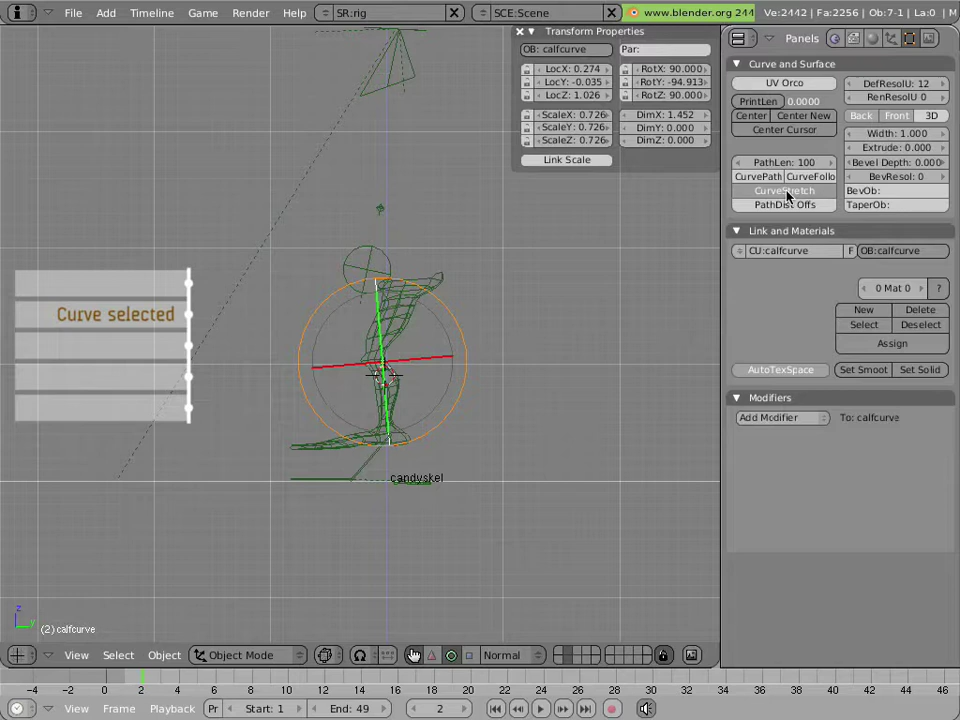 File Add Timeline Game Render Help SR:rig SCE:Scene www.blender.org 244 Ve:2442 | Fa:2256 | Ob:7-1 | La:0 | M
Transform Properties
OB: calfcurve Par:
LocX: 0.274 RotX: 90.000
LocY: -0.035 RotY: -94.913
LocZ: 1.026 RotZ: 90.000
ScaleX: 0.726 DimX: 1.452
ScaleY: 0.726 DimY: 0.000
ScaleZ: 0.726 DimZ: 0.000
Link Scale
Panels
Curve and Surface
UV Orco DefResolU: 12
PrintLen 0.0000 RenResolU 0
Center Center New Back Front 3D
Center Cursor Width: 1.000
Extrude: 0.000
PathLen: 100 Bevel Depth: 0.000
CurvePath CurveFollo BevResol: 0
CurveStretch BevOb:
PathDist Offs TaperOb:
Link and Materials
CU:calfcurve F OB:calfcurve
0 Mat 0 ?
New Delete
Select Deselect
Assign
AutoTexSpace Set Smoot Set Solid
Modifiers
Add Modifier To: calfcurve
Curve selected
candyskel
z
y
(2) calfcurve
View Select Object Object Mode Normal
-4 -2 0 2 4 6 8 10 12 14 16 18 20 22 24 26 28 30 32 34 36 38 40 42 44 46
View Frame Playback Pr Start: 1 End: 49 2